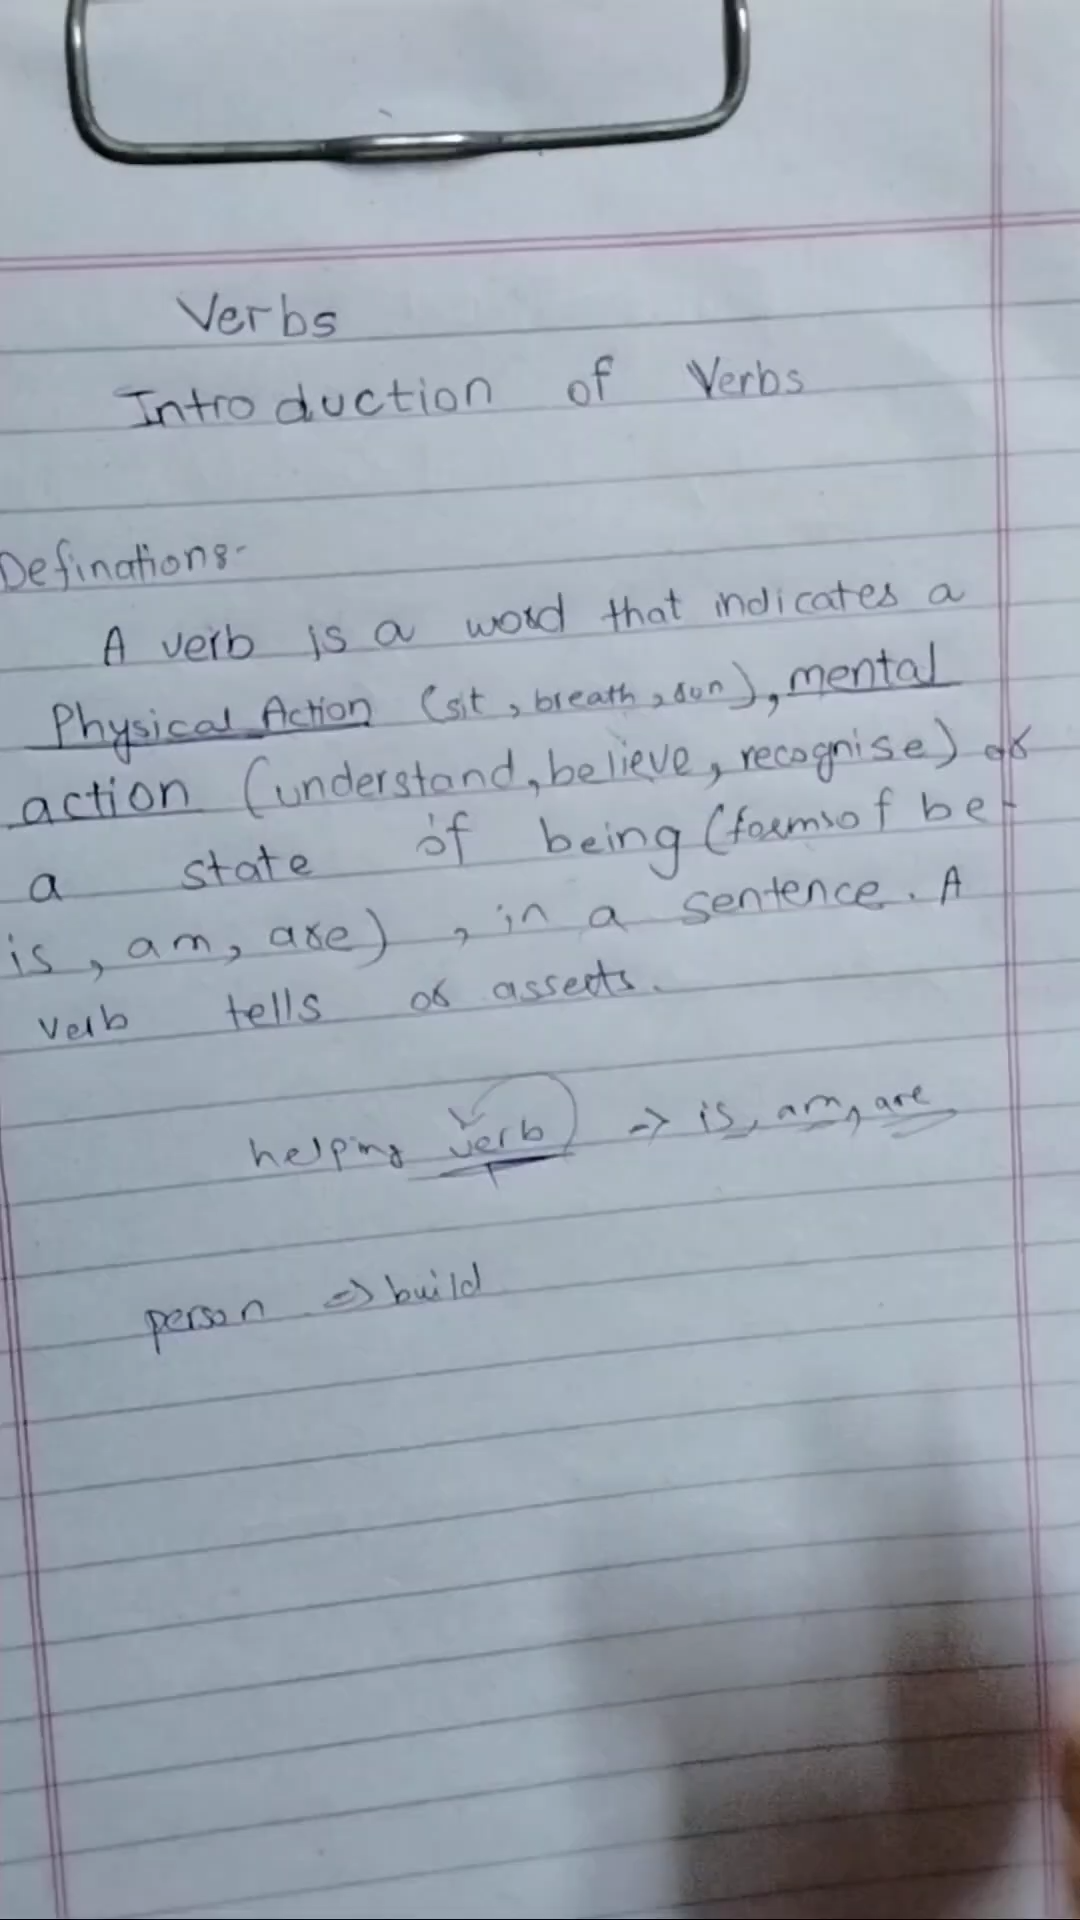 Verbs
Introduction of Verbs
Definations-
A verb is a word that indicates a
Physical Action (sit, breath, run), mental
action (understand, believe, recognise) or
a state of being (forms of be-
is, am, are), in a sentence. A
verb tells or asserts.
helping verb -> is, am, are
person => build